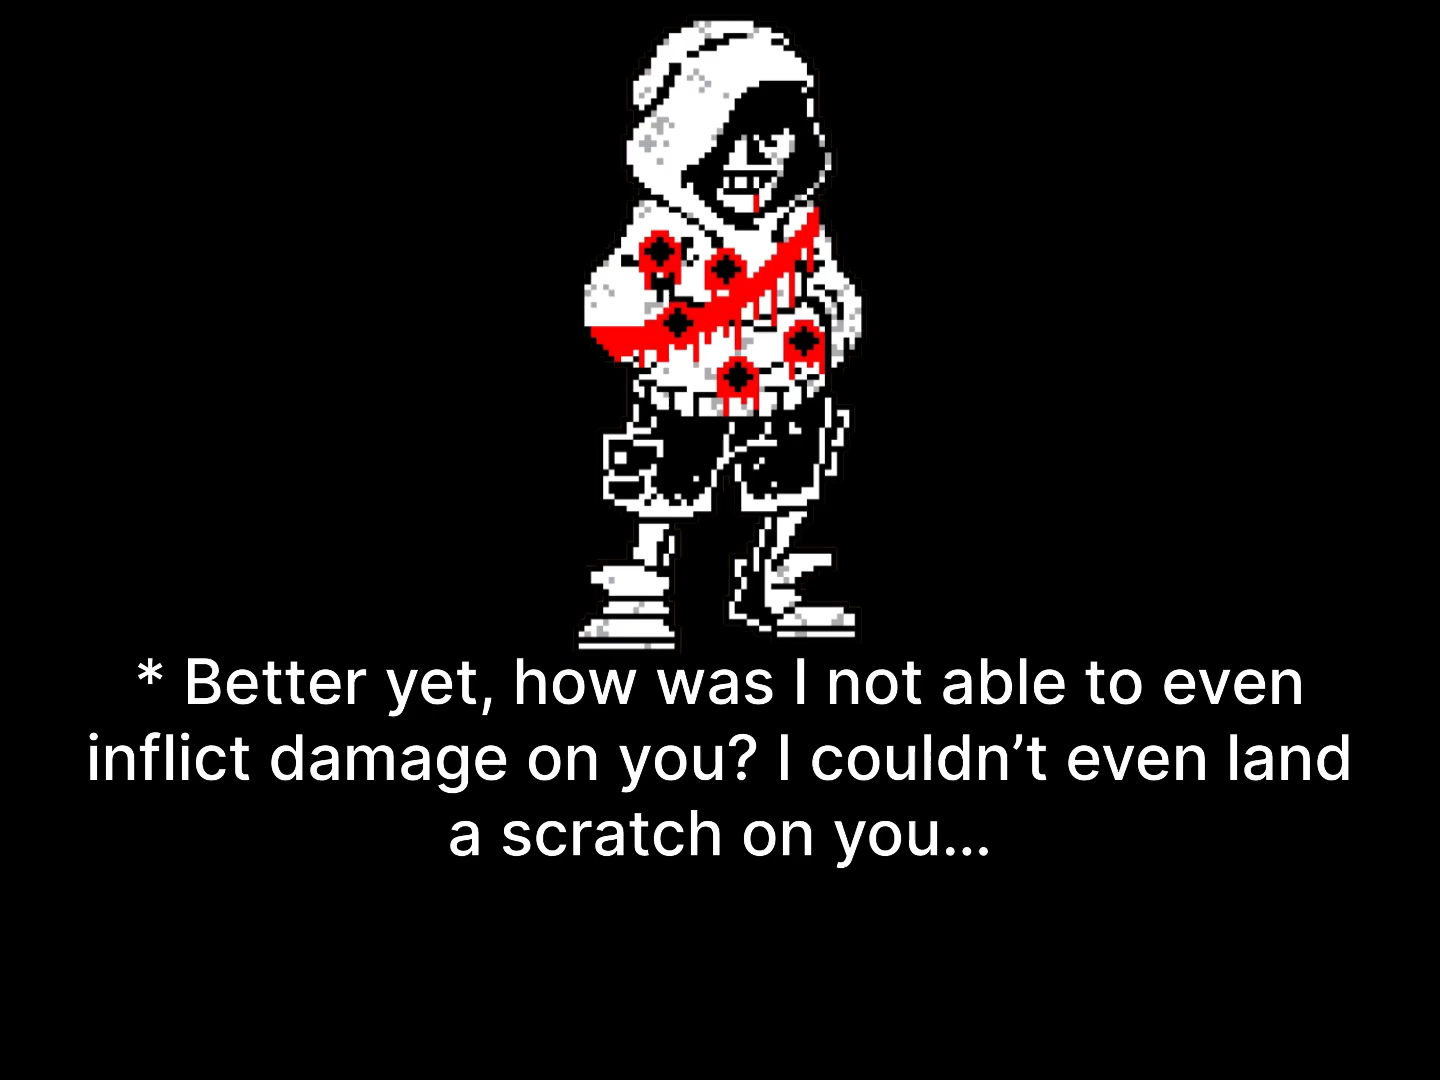 * Better yet, how was I not able to even
inflict damage on you? I couldn’t even land
a scratch on you...